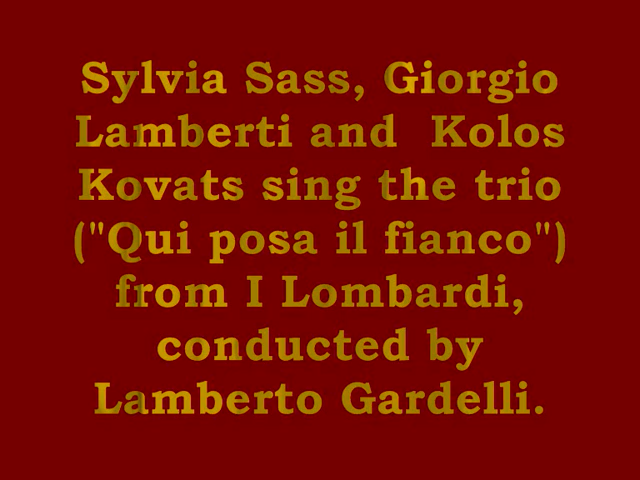 Sylvia Sass, Giorgio
Lamberti and  Kolos
Kovats sing the trio
("Qui posa il fianco")
from I Lombardi,
conducted by
Lamberto Gardelli.